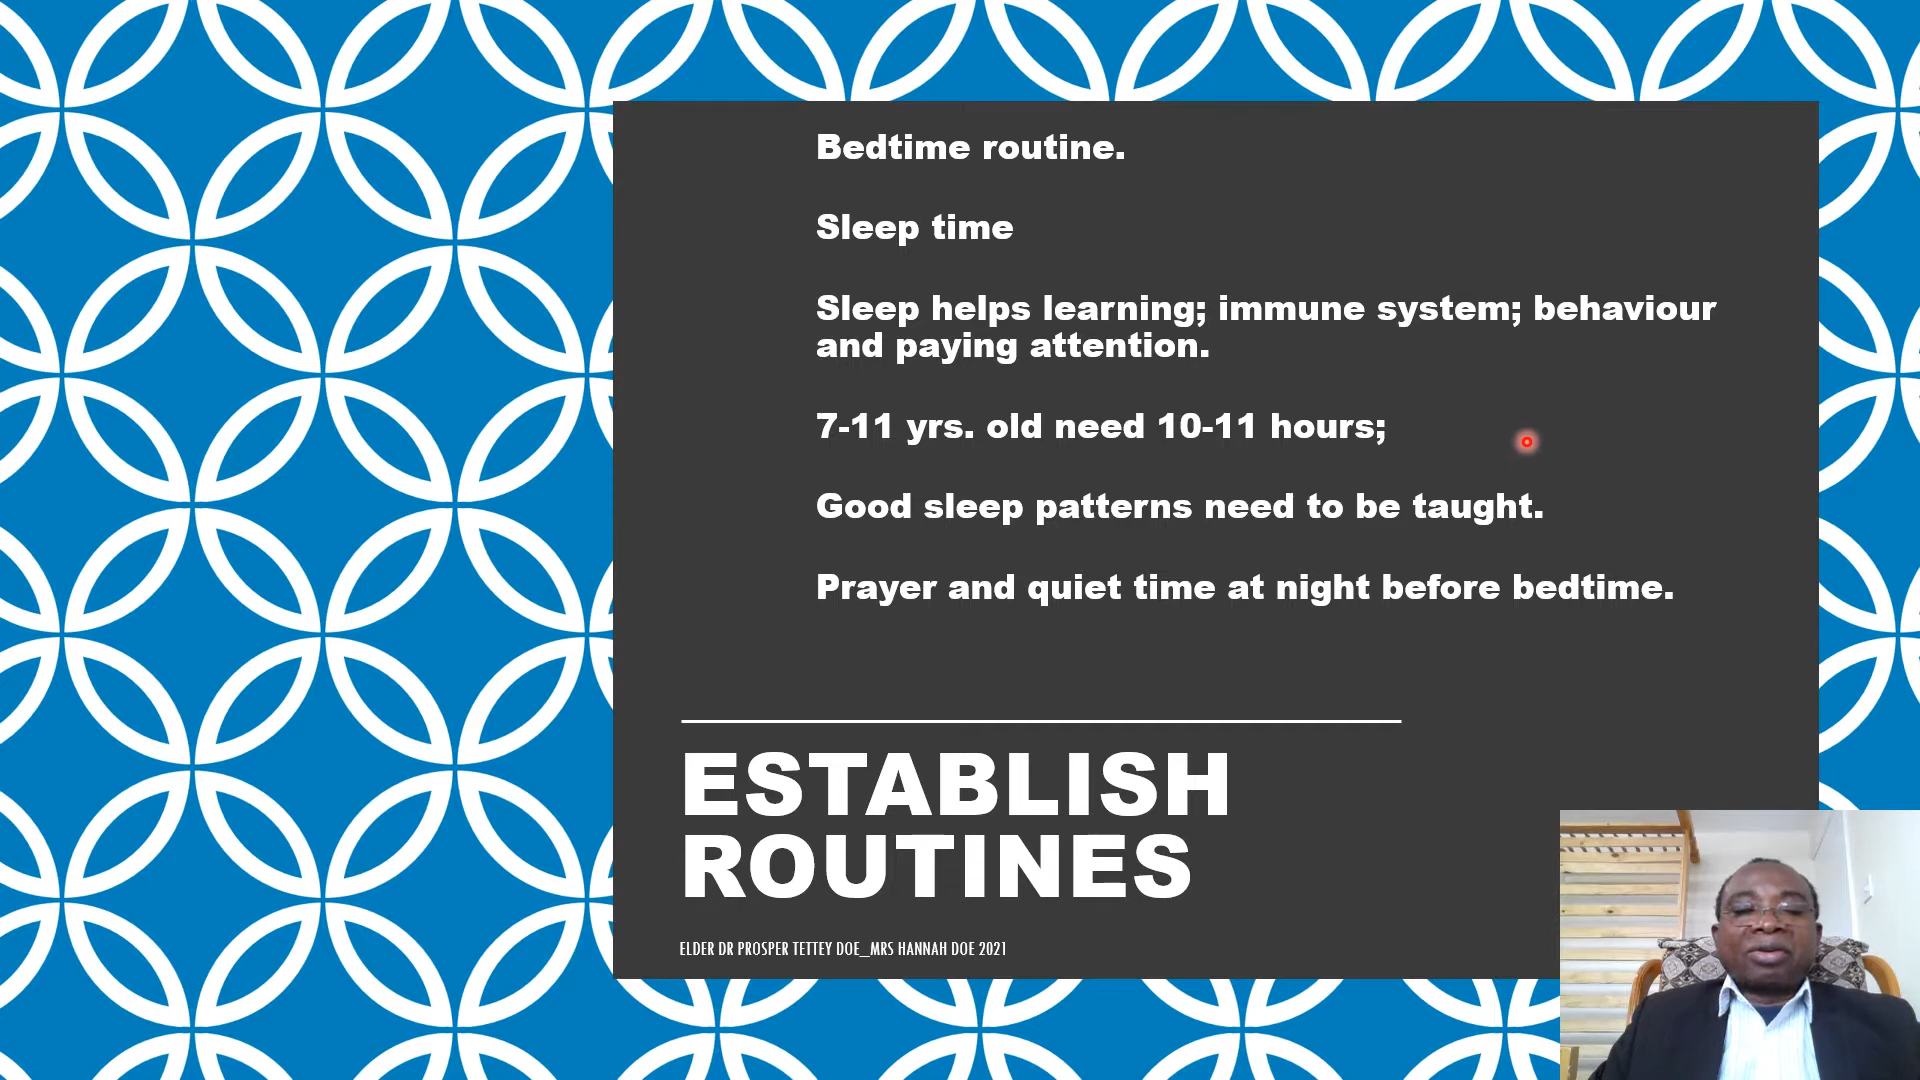 Bedtime routine.
Sleep time
Sleep helps learning; immune system; behaviour
and paying attention.
7-11 yrs. old need 10-11 hours;
Good sleep patterns need to be taught.
Prayer and quiet time at night before bedtime.
ESTABLISH
ROUTINES
ELDER DR PROSPER TETTEY DOE_MRS HANNAH DOE 2021